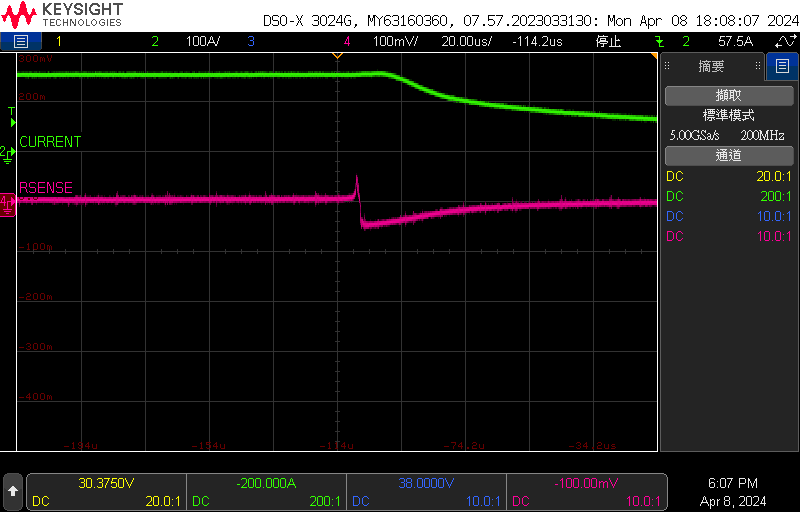 KEYSIGHT
TECHNOLOGIES
DSO-X 3024G, MY63160360, 07.57.2023033130: Mon Apr 08 18:08:07 2024
1 2 100A/ 3 4 100mV/ 20.00us/ -114.2us 停止 2 57.5A
300mV
摘要
200m
擷取
標準模式
T
5.00GSa/s 200MHz
CURRENT
2
通道
DC 20.0:1
RSENSE
DC 200:1
4
DC 10.0:1
DC 10.0:1
-100m
-200m
-300m
-400m
-194u -154u -114u -74.2u -34.2us
30.3750V -200.000A 38.0000V -100.00mV
DC 20.0:1 DC 200:1 DC 10.0:1 DC 10.0:1
6:07 PM
Apr 8, 2024